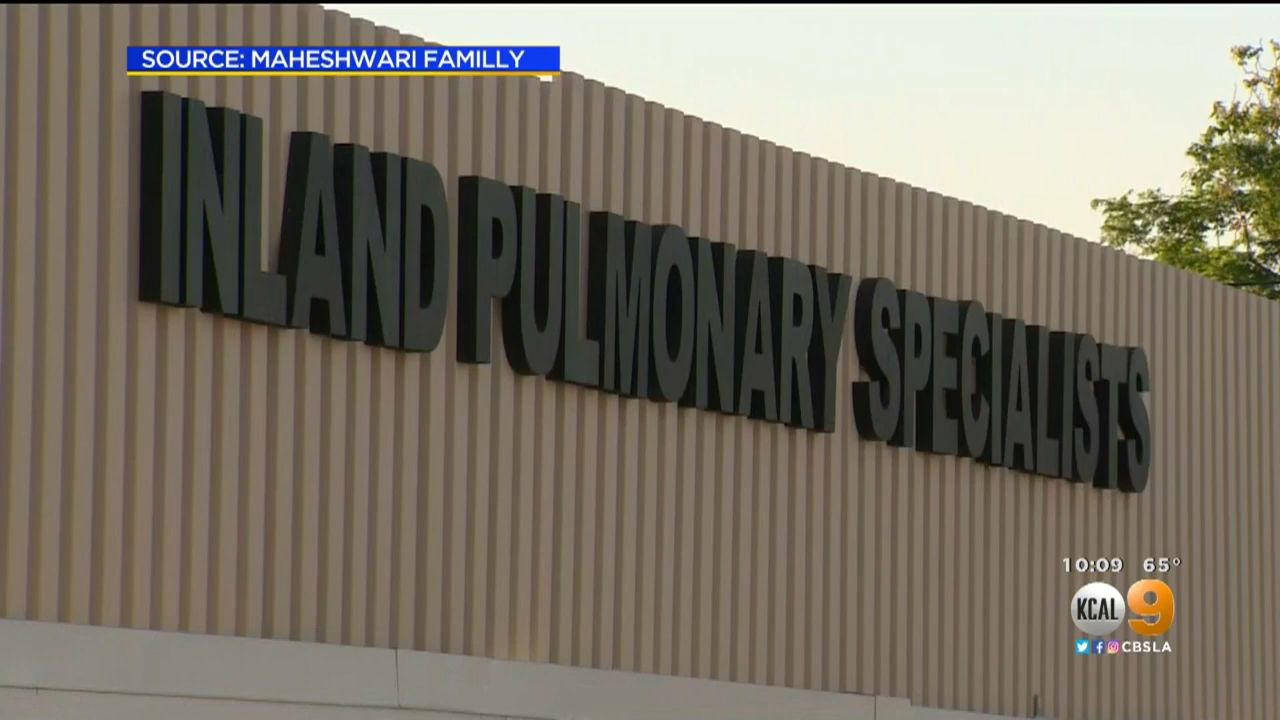 SOURCE: MAHESHWARI FAMILLY
INLAND PULMONARY SPECIALISTS
10:09 65°
KCAL 9
CBSLA